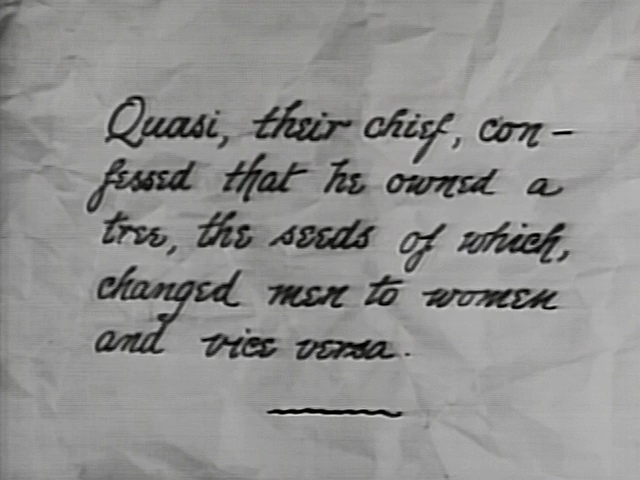 Quasi, their chief, con-
fessed that he owned a
tree, the seeds of which,
changed men to women
and vice versa.